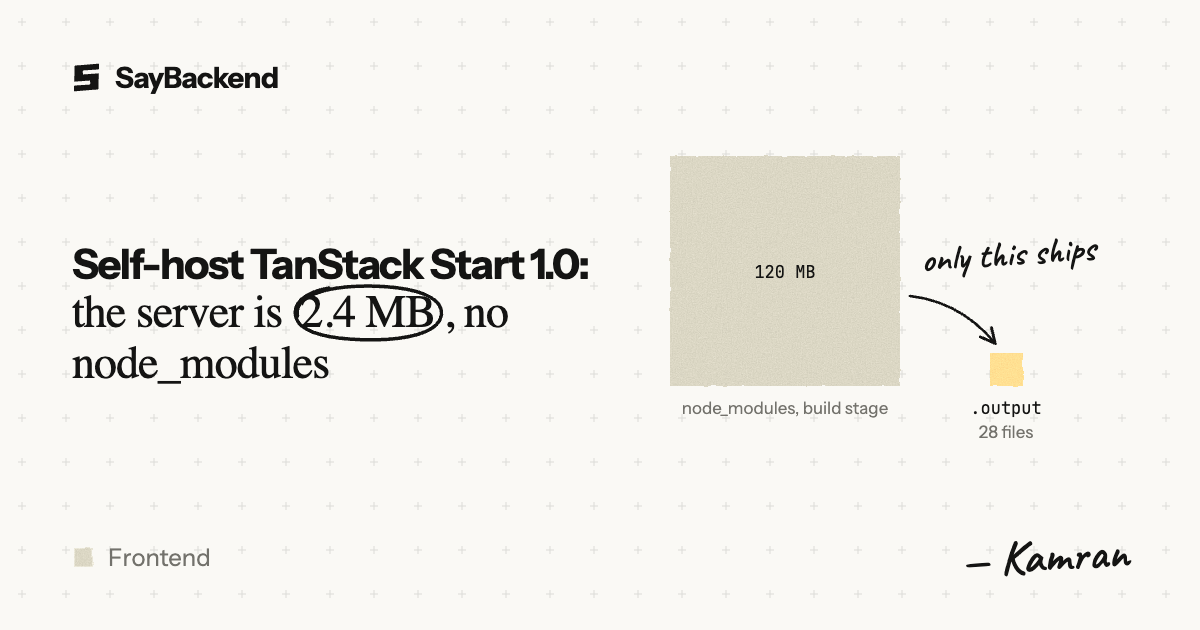 SayBackend
Self-host TanStack Start 1.0:
the server is 2.4 MB, no
node_modules
120 MB
node_modules, build stage
only this ships
.output
28 files
Frontend
– Kamran